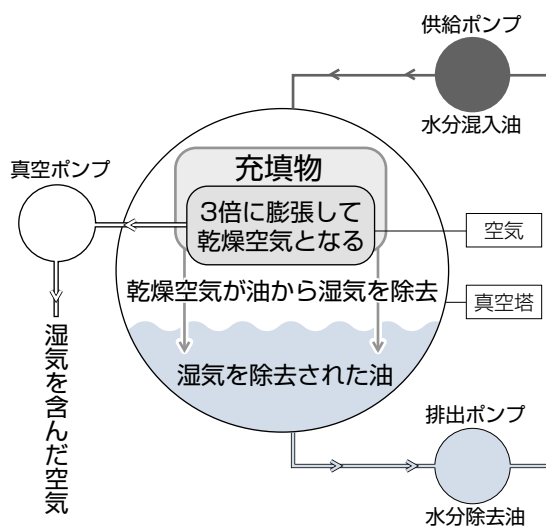 供給ポンプ
水分混入油
真空ポンプ
充填物
3倍に膨張して
乾燥空気となる
空気
乾燥空気が油から湿気を除去
真空塔
湿気を除去された油
湿気を含んだ空気
排出ポンプ
水分除去油